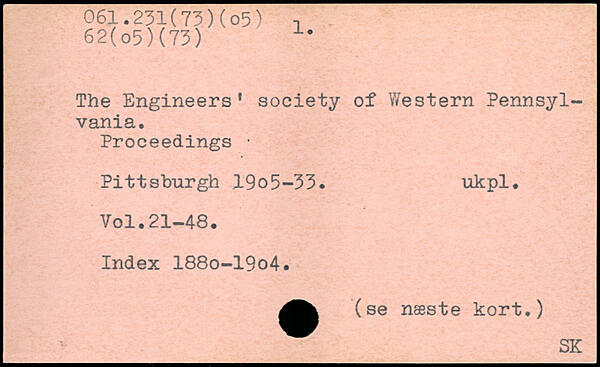 061.231(73)(o5)
62(o5)(73)
1.
The Engineers' society of Western Pennsyl-
vania.
Proceedings
Pittsburgh 19o5-33. ukpl.
Vol.21-48.
Index 188o-19o4.
(se næste kort.)
SK